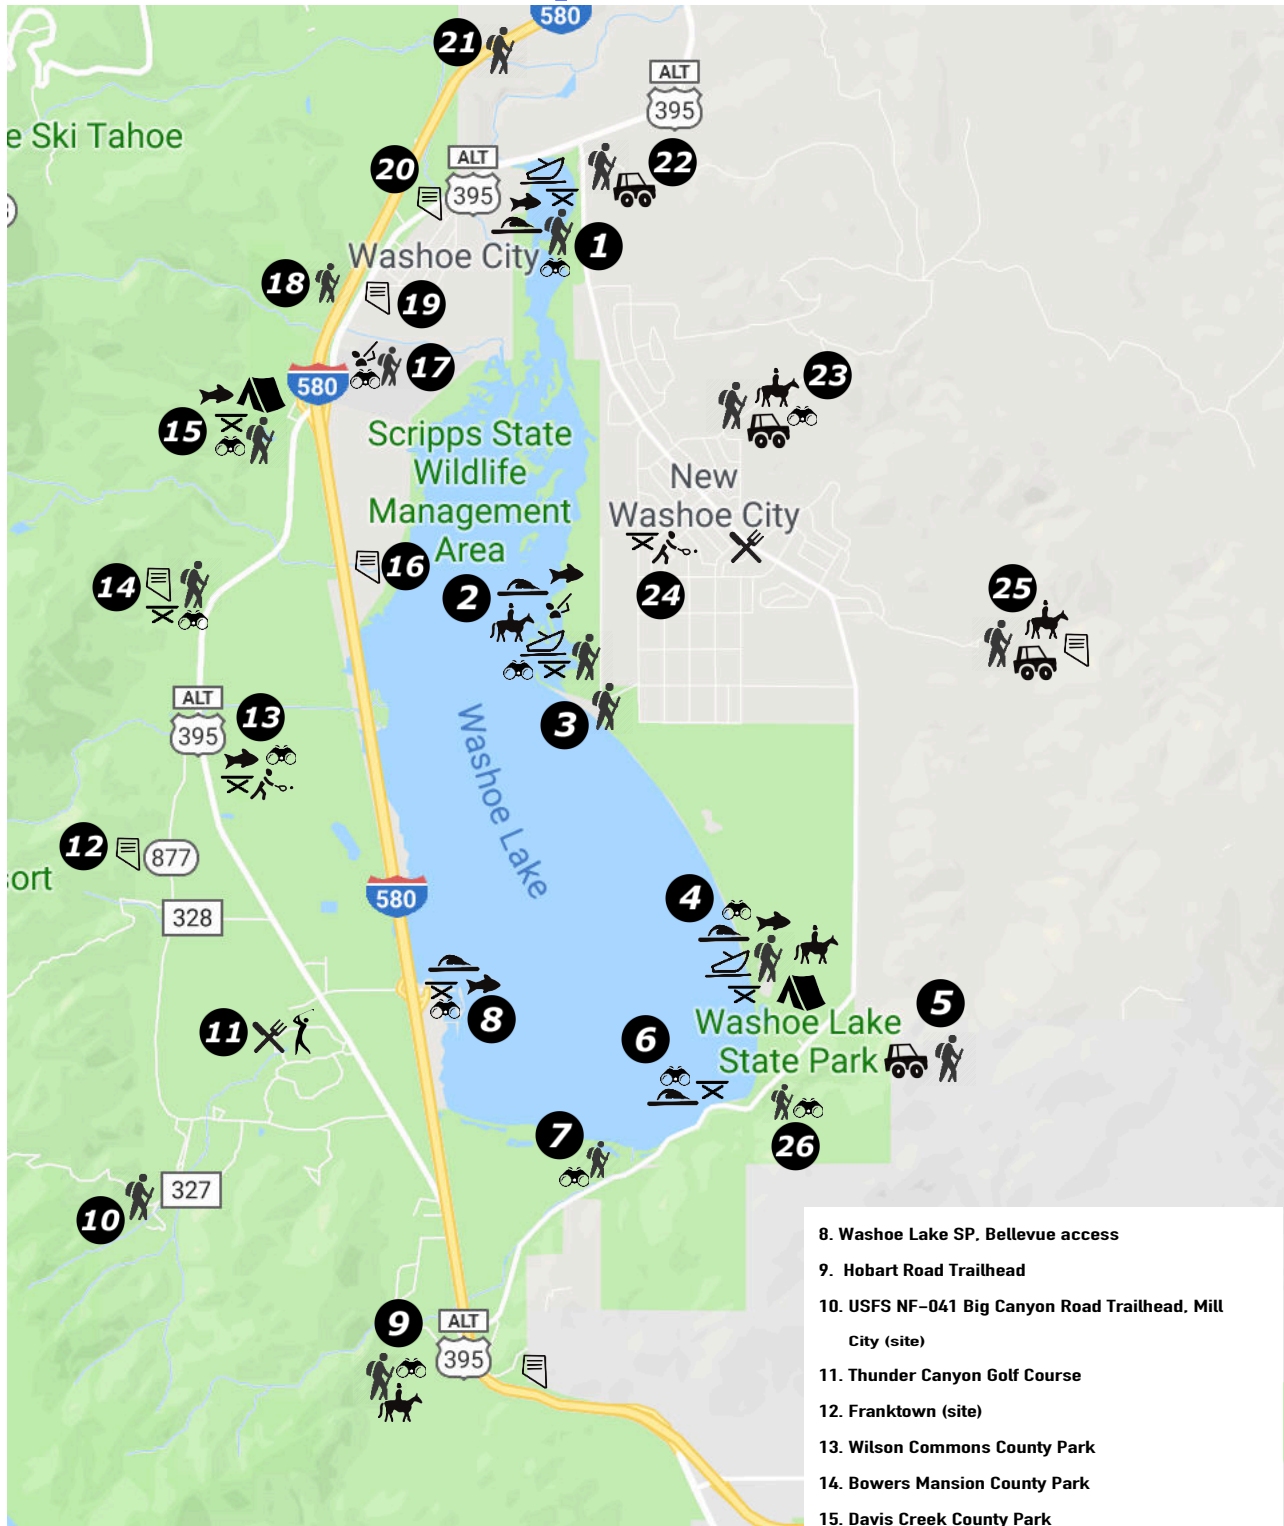 580
21
ALT
395
e Ski Tahoe
20
ALT
395
22
Washoe City
1
18
19
17
580
23
15
Scripps State
Wildlife
Management
Area
New
Washoe City
14
16
2
24
25
ALT
395
13
3
Washoe Lake
12
877
ort
580
328
4
11
8
6
Washoe Lake
State Park
5
7
26
10
327
9
ALT
395
8. Washoe Lake SP, Bellevue access
9. Hobart Road Trailhead
10. USFS NF-041 Big Canyon Road Trailhead, Mill
City (site)
11. Thunder Canyon Golf Course
12. Franktown (site)
13. Wilson Commons County Park
14. Bowers Mansion County Park
15. Davis Creek County Park